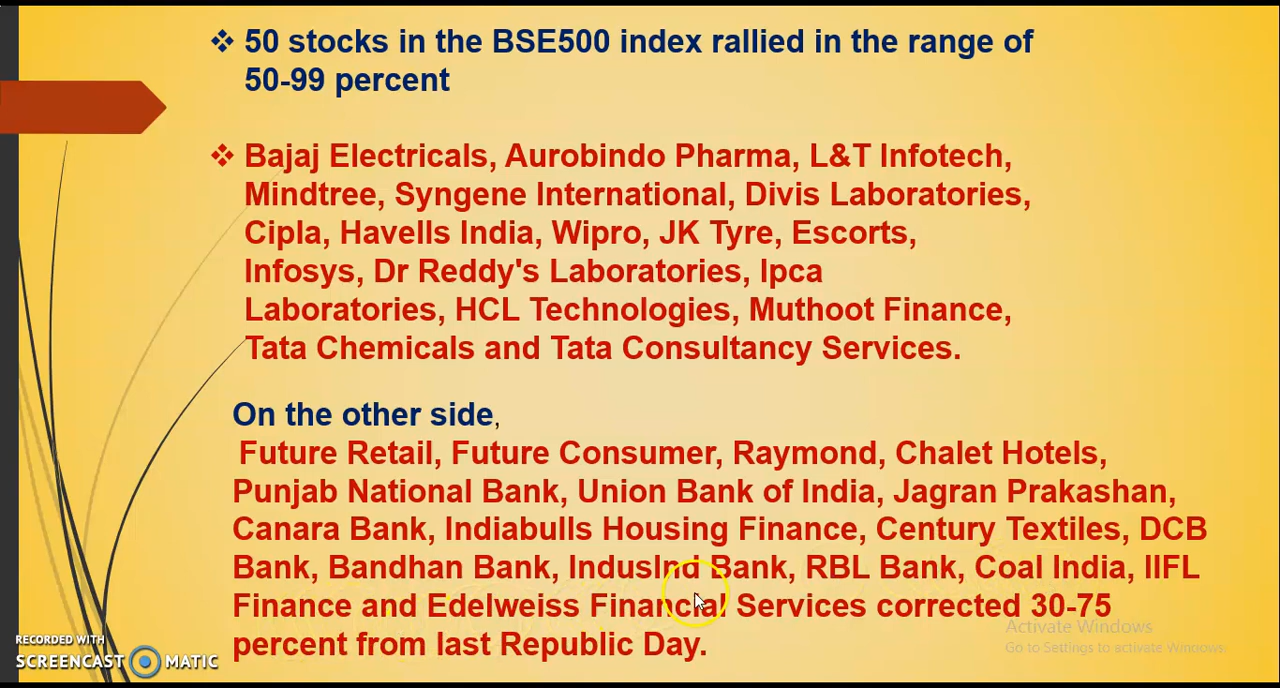 ❖ 50 stocks in the BSE500 index rallied in the range of
50-99 percent
❖ Bajaj Electricals, Aurobindo Pharma, L&T Infotech,
Mindtree, Syngene International, Divis Laboratories,
Cipla, Havells India, Wipro, JK Tyre, Escorts,
Infosys, Dr Reddy's Laboratories, Ipca
Laboratories, HCL Technologies, Muthoot Finance,
Tata Chemicals and Tata Consultancy Services.
On the other side,
Future Retail, Future Consumer, Raymond, Chalet Hotels,
Punjab National Bank, Union Bank of India, Jagran Prakashan,
Canara Bank, Indiabulls Housing Finance, Century Textiles, DCB
Bank, Bandhan Bank, IndusInd Bank, RBL Bank, Coal India, IIFL
Finance and Edelweiss Financial Services corrected 30-75
percent from last Republic Day.
Activate Windows
Go to Settings to activate Windows.
RECORDED WITH
SCREENCAST MATIC